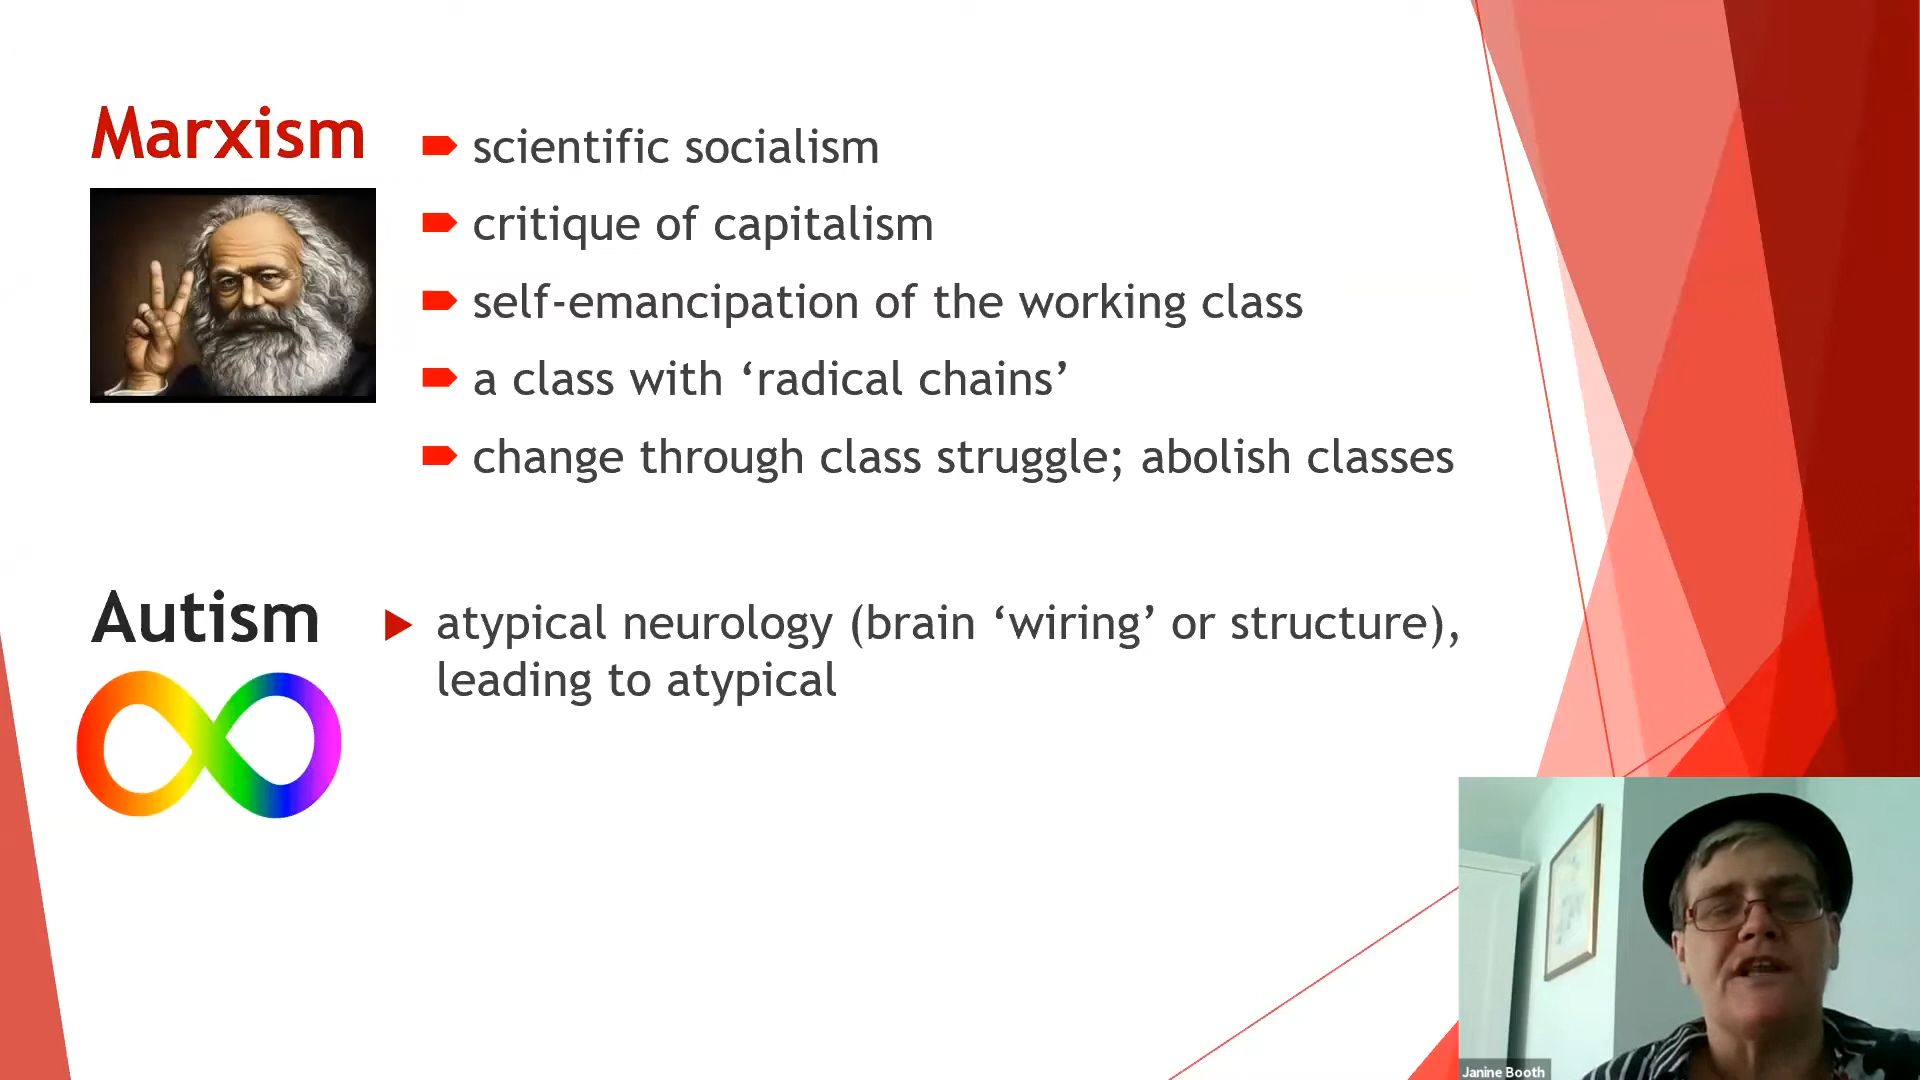 Marxism
scientific socialism
critique of capitalism
self-emancipation of the working class
a class with ‘radical chains’
change through class struggle; abolish classes
Autism
atypical neurology (brain ‘wiring’ or structure),
leading to atypical
Janine Booth